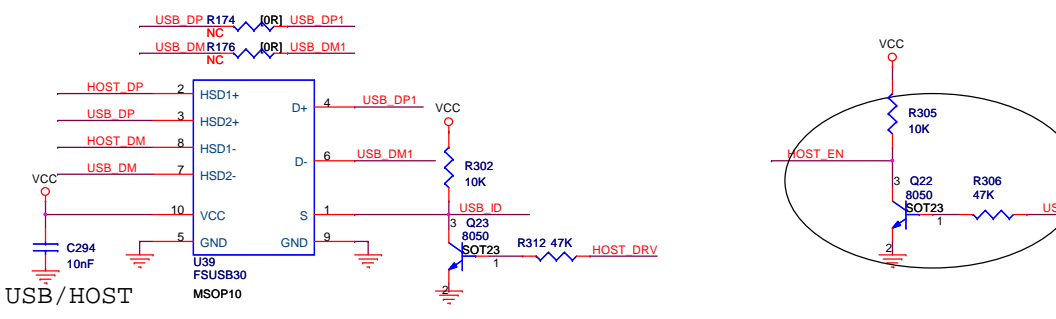 USB_DP R174 [0R] USB_DP1
NC
USB_DM R176 [0R] USB_DM1
NC
HOST_DP 2 HSD1+
D+ 4 USB_DP1
USB_DP 3 HSD2+
HOST_DM 8 HSD1-
D- 6 USB_DM1
USB_DM 7 HSD2-
VCC
10 VCC
S 1 USB_ID
5 GND
GND 9
C294
10nF
U39
FSUSB30
MSOP10
USB/HOST
VCC
R302
10K
3
Q23
8050
SOT23
1
2
R312 47K HOST_DRV
VCC
R305
10K
HOST_EN
3
Q22
8050
SOT23
1
2
R306
47K